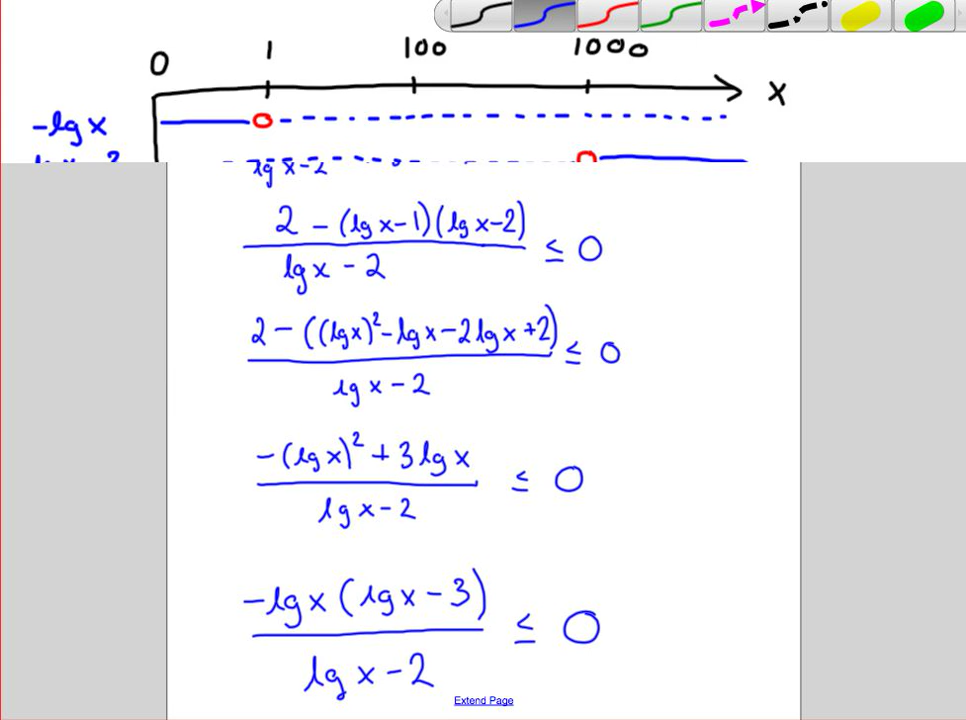 0 1 100 1000
x
-lg x
lg x-2
2 - (lg x-1)(lg x-2)
lg x - 2
≤ 0
2 - ((lg x)²-lg x-2lg x+2)
lg x - 2
≤ 0
-(lg x)² + 3 lg x
lg x - 2
≤ 0
-lg x (lg x - 3)
lg x - 2
≤ 0
Extend Page